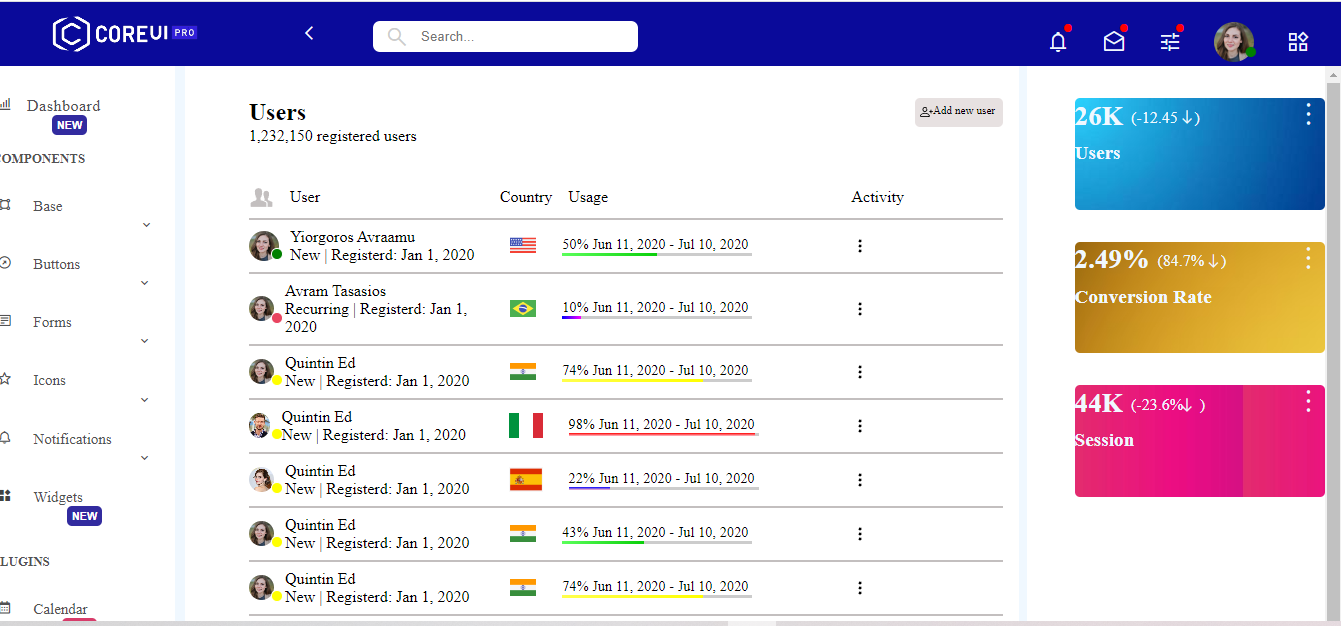 COREUI PRO
Search...
Dashboard
NEW
COMPONENTS
Base
Buttons
Forms
Icons
Notifications
Widgets
NEW
LUGINS
Calendar
Users
1,232,150 registered users
Add new user
User Country Usage Activity
Yiorgoros Avraamu
New | Registerd: Jan 1, 2020
50% Jun 11, 2020 - Jul 10, 2020
Avram Tasasios
Recurring | Registerd: Jan 1,
2020
10% Jun 11, 2020 - Jul 10, 2020
Quintin Ed
New | Registerd: Jan 1, 2020
74% Jun 11, 2020 - Jul 10, 2020
Quintin Ed
New | Registerd: Jan 1, 2020
98% Jun 11, 2020 - Jul 10, 2020
Quintin Ed
New | Registerd: Jan 1, 2020
22% Jun 11, 2020 - Jul 10, 2020
Quintin Ed
New | Registerd: Jan 1, 2020
43% Jun 11, 2020 - Jul 10, 2020
Quintin Ed
New | Registerd: Jan 1, 2020
74% Jun 11, 2020 - Jul 10, 2020
26K (-12.45↓)
Users
2.49% (84.7%↓)
Conversion Rate
44K (-23.6%↓ )
Session